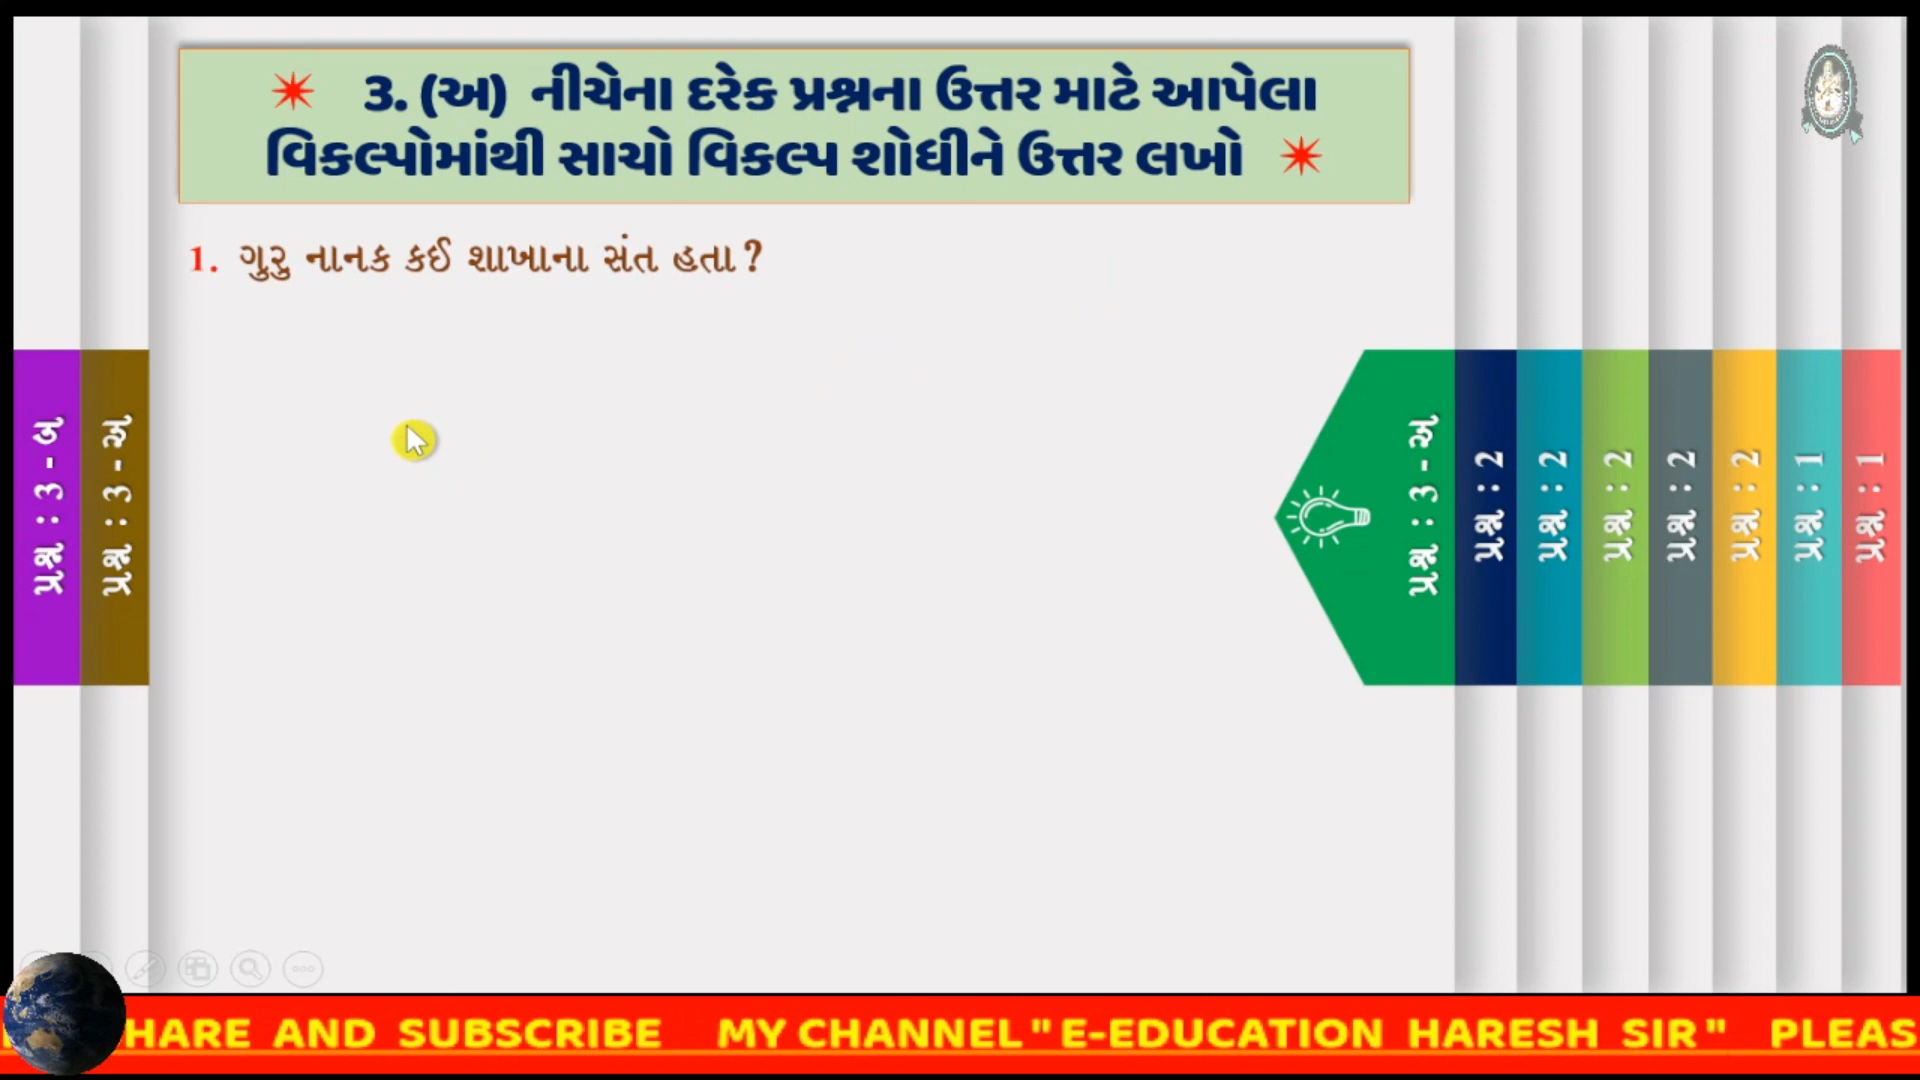 ✴ 3. (અ) નીચેના દરેક પ્રશ્નના ઉત્તર માટે આપેલા
વિકલ્પોમાંથી સાચો વિકલ્પ શોધીને ઉત્તર લખો ✴
1. ગુરુ નાનક કઈ શાખાના સંત હતા?
પ્રશ્ન : 3 - બ
પ્રશ્ન : 3 - અ
પ્રશ્ન : 3 - અ
પ્રશ્ન : 2
પ્રશ્ન : 2
પ્રશ્ન : 2
પ્રશ્ન : 2
પ્રશ્ન : 2
પ્રશ્ન : 1
પ્રશ્ન : 1
HARE AND SUBSCRIBE MY CHANNEL "E-EDUCATION HARESH SIR" PLEAS